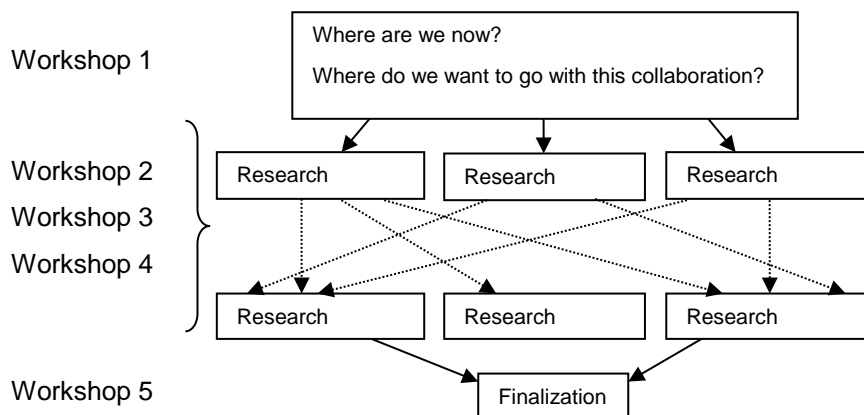 Workshop 1
Where are we now?
Where do we want to go with this collaboration?
Workshop 2
Research
Research
Research
Workshop 3
Workshop 4
Research
Research
Research
Workshop 5
Finalization